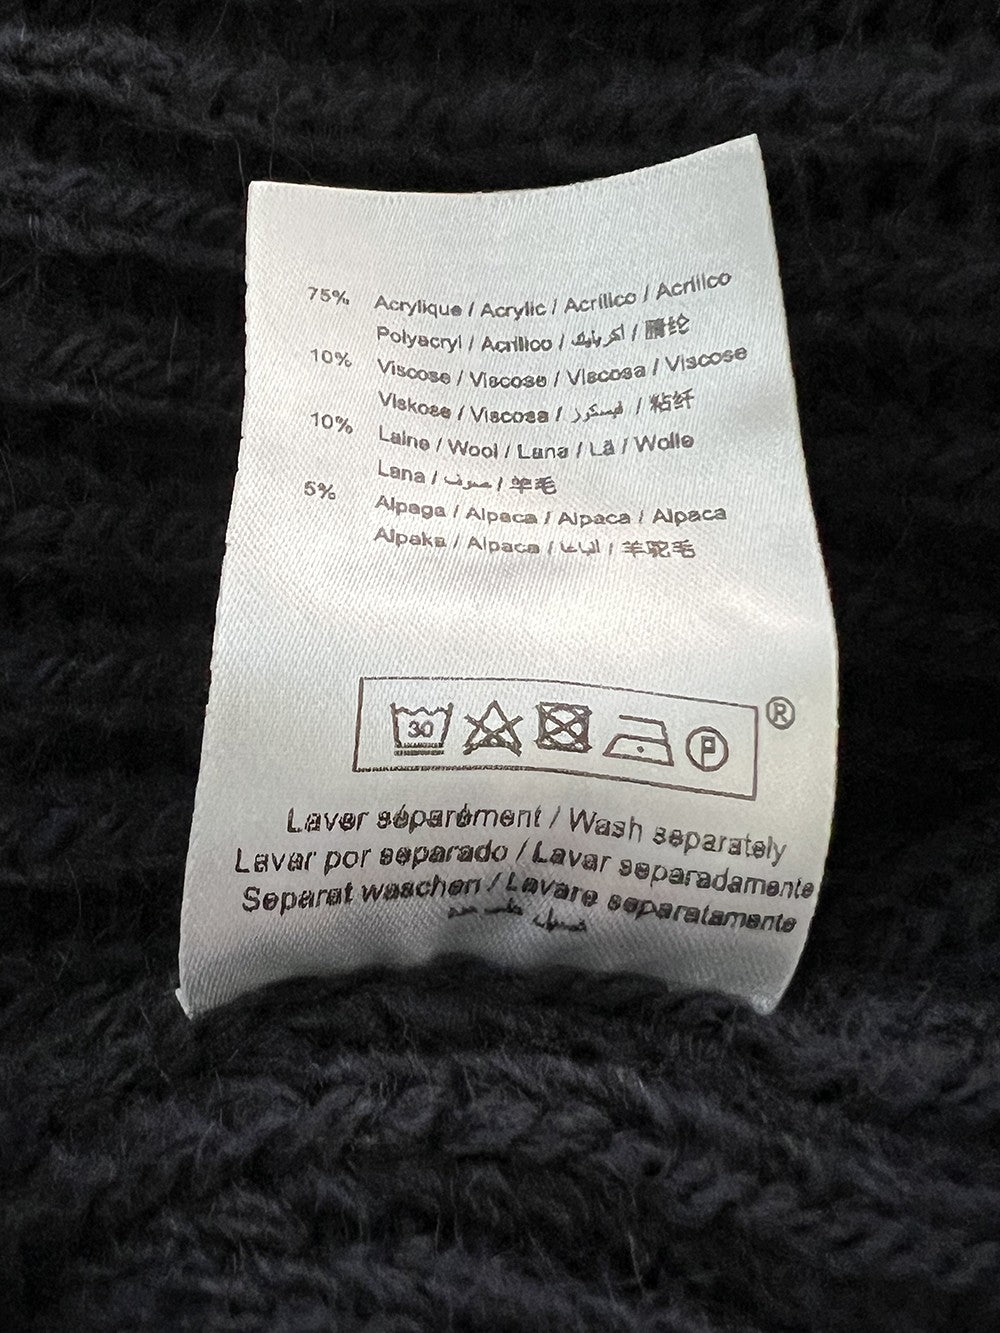 75% Acrylique / Acrylic / Acrilico / Acrílico
Polyacryl / Acrilico / اكريليك / 腈纶
10% Viscose / Viscose / Viscosa / Viscose
Viskose / Viscosa / فيسكوز / 粘纤
10% Laine / Wool / Lana / Lã / Wolle
Lana / صوف / 羊毛
5% Alpaga / Alpaca / Alpaca / Alpaca
Alpaka / Alpaca / الباكا / 羊驼毛
30 P ®
Laver séparément / Wash separately
Lavar por separado / Lavar separadamente
Separat waschen / Lavare separatamente